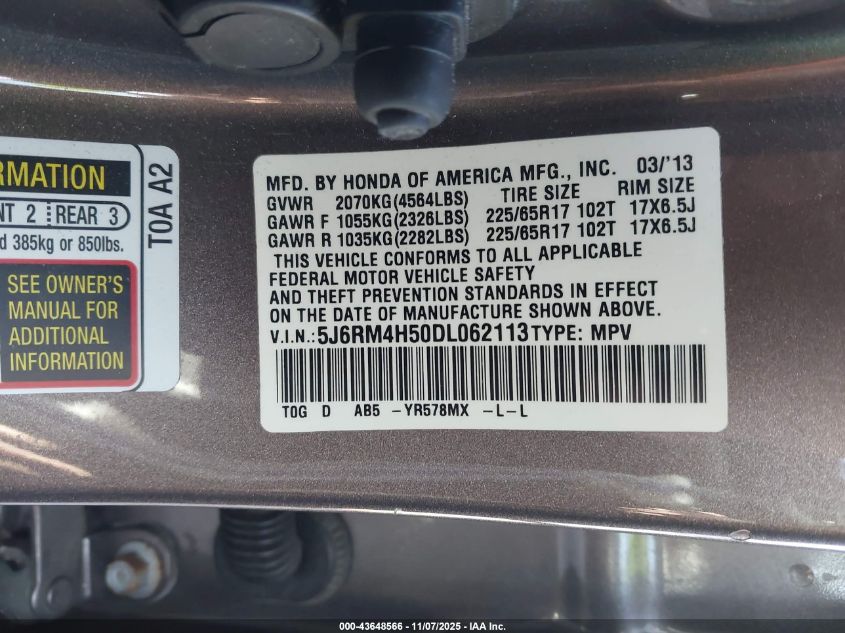 RMATION
NT 2 REAR 3
d 385kg or 850lbs.
SEE OWNER'S
MANUAL FOR
ADDITIONAL
INFORMATION
TOA A2
MFD. BY HONDA OF AMERICA MFG., INC. 03/'13
GVWR 2070KG(4564LBS) TIRE SIZE RIM SIZE
GAWR F 1055KG(2326LBS) 225/65R17 102T 17X6.5J
GAWR R 1035KG(2282LBS) 225/65R17 102T 17X6.5J
THIS VEHICLE CONFORMS TO ALL APPLICABLE
FEDERAL MOTOR VEHICLE SAFETY
AND THEFT PREVENTION STANDARDS IN EFFECT
ON THE DATE OF MANUFACTURE SHOWN ABOVE.
V.I.N.:5J6RM4H50DL062113 TYPE: MPV
TOG D AB5 -YR578MX -L-L
000-43648566 - 11/07/2025 - IAA Inc.